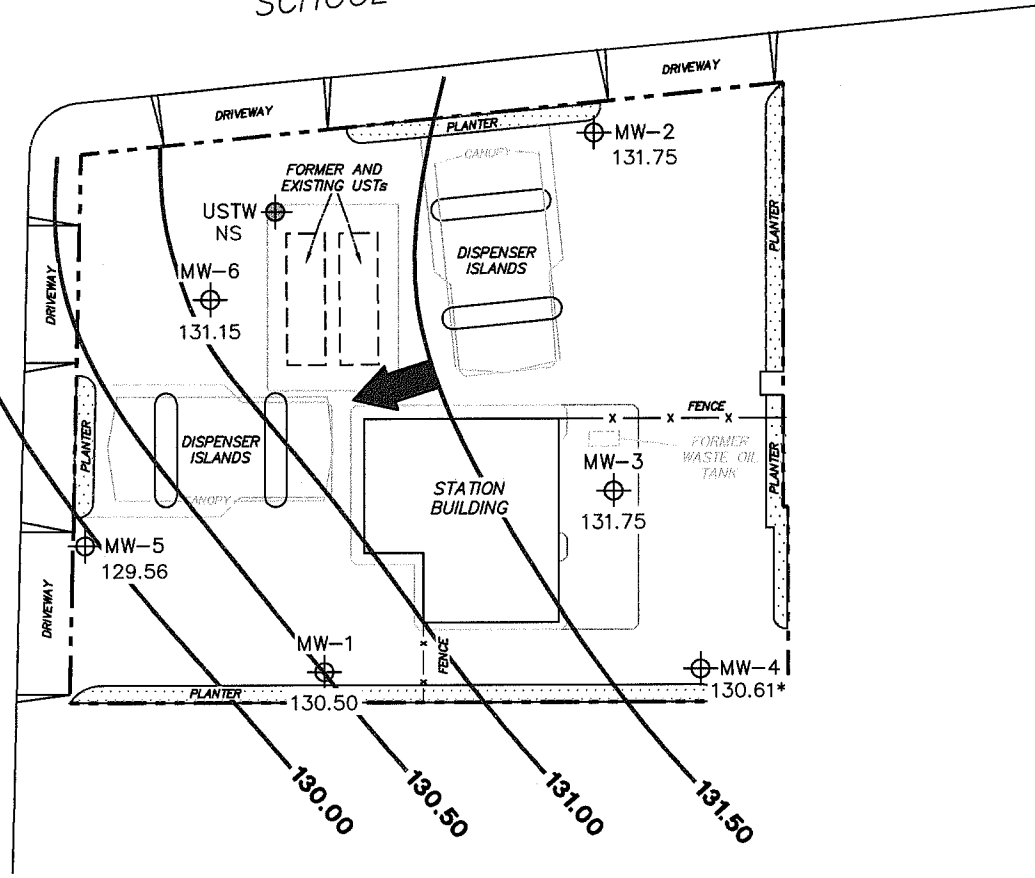 SCHOOL
DRIVEWAY
DRIVEWAY
PLANTER
MW-2
131.75
CANOPY
FORMER AND
EXISTING USTs
USTW
NS
PLANTER
DISPENSER
ISLANDS
MW-6
131.15
DRIVEWAY
FENCE
x x x
PLANTER
DISPENSER
ISLANDS
CANOPY
FORMER
WASTE OIL
TANK
PLANTER
MW-3
131.75
STATION
BUILDING
MW-5
129.56
DRIVEWAY
MW-1
130.50
x
FENCE
x
PLANTER
MW-4
130.61*
130.00
130.50
131.00
131.50